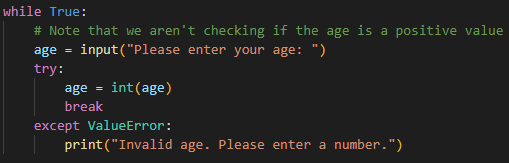 while True:
    # Note that we aren't checking if the age is a positive value
    age = input("Please enter your age: ")
    try:
        age = int(age)
        break
    except ValueError:
        print("Invalid age. Please enter a number.")